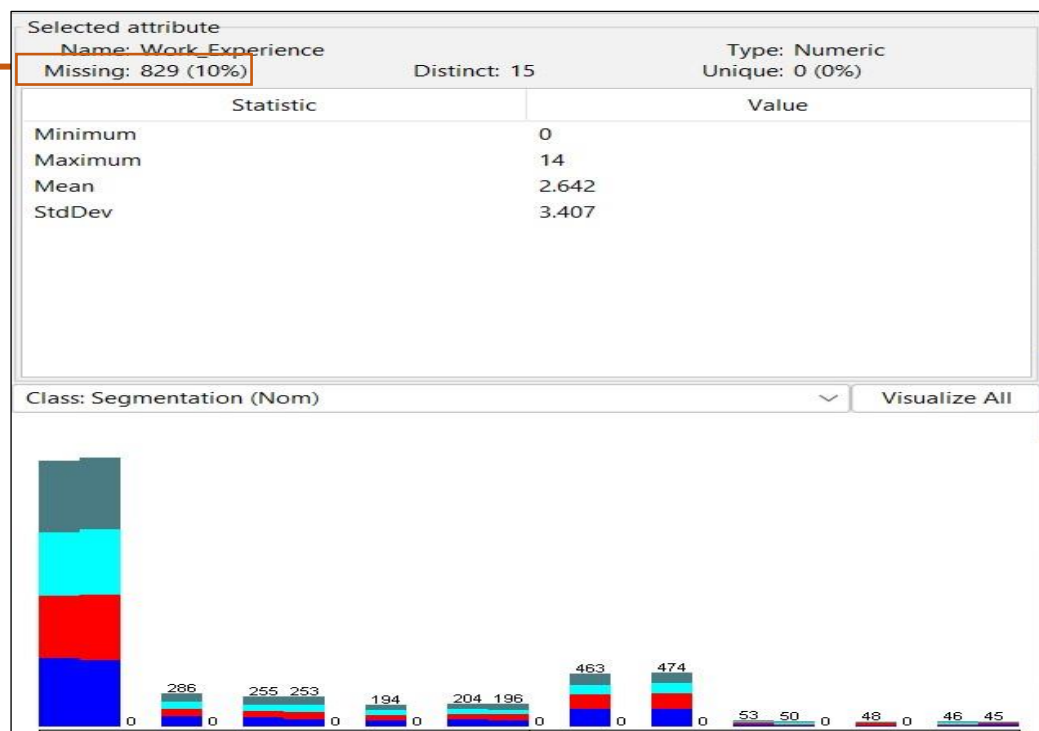 Selected attribute
Name: Work_Experience Type: Numeric
Missing: 829 (10%) Distinct: 15 Unique: 0 (0%)
Statistic Value
Minimum 0
Maximum 14
Mean 2.642
StdDev 3.407
Class: Segmentation (Nom) Visualize All
463 474
286 255 253 194 204 196 53 50 48 46 45
0 0 0 0 0 0 0 0 0